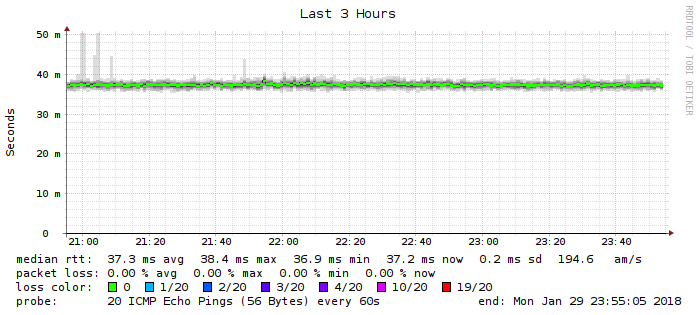 Last 3 Hours
RRDTOOL / TOBI OETIKER
Seconds
50 m
40 m
30 m
20 m
10 m
0
21:00 21:20 21:40 22:00 22:20 22:40 23:00 23:20 23:40
median rtt: 37.3 ms avg 38.4 ms max 36.9 ms min 37.2 ms now 0.2 ms sd 194.6 am/s
packet loss: 0.00 % avg 0.00 % max 0.00 % min 0.00 % now
loss color: 0 1/20 2/20 3/20 4/20 10/20 19/20
probe: 20 ICMP Echo Pings (56 Bytes) every 60s end: Mon Jan 29 23:55:05 2018